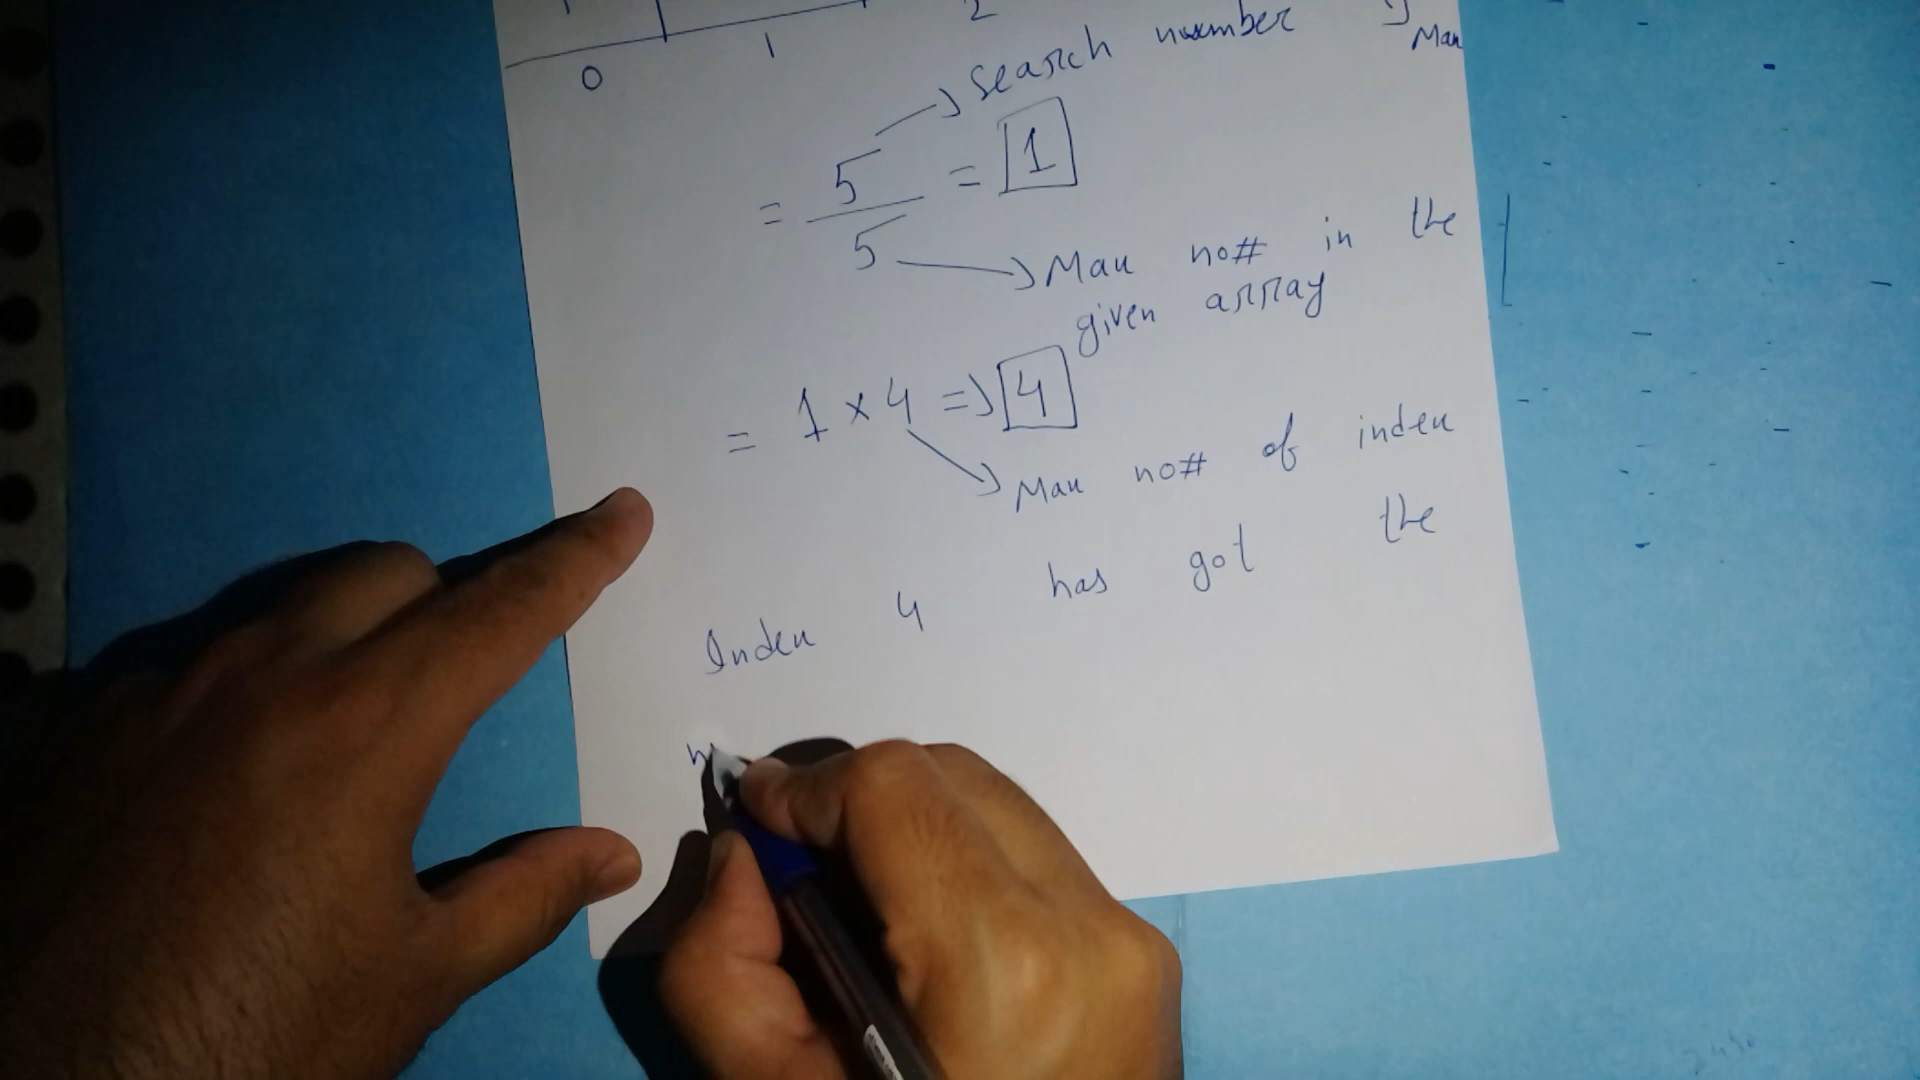 0 1 2
search number
= 5/5 = 1
Max no# in the
given array
= 1 × 4 => 4
Max no# of index
Index 4 has got the